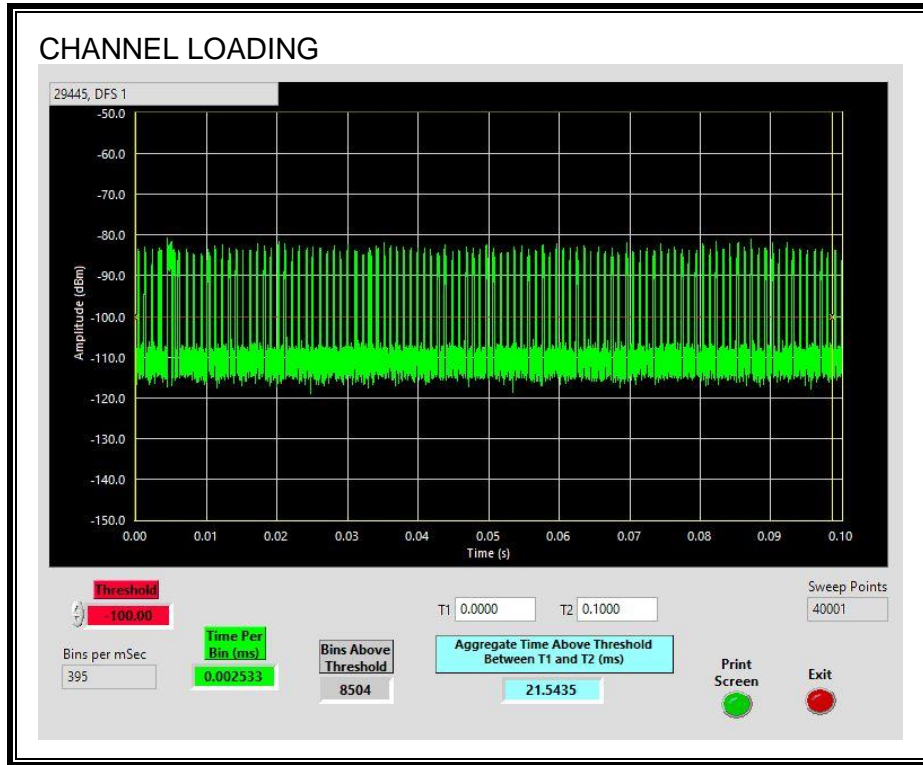 CHANNEL LOADING
29445, DFS 1
-50.0
-60.0
-70.0
-80.0
-90.0
-100.0
-110.0
-120.0
-130.0
-140.0
-150.0
Amplitude (dBm)
0.00 0.01 0.02 0.03 0.04 0.05 0.06 0.07 0.08 0.09 0.10
Time (s)
Threshold
-100.00
Bins per mSec
395
Time Per
Bin (ms)
0.002533
Bins Above
Threshold
8504
T1 0.0000 T2 0.1000
Aggregate Time Above Threshold
Between T1 and T2 (ms)
21.5435
Sweep Points
40001
Print
Screen
Exit